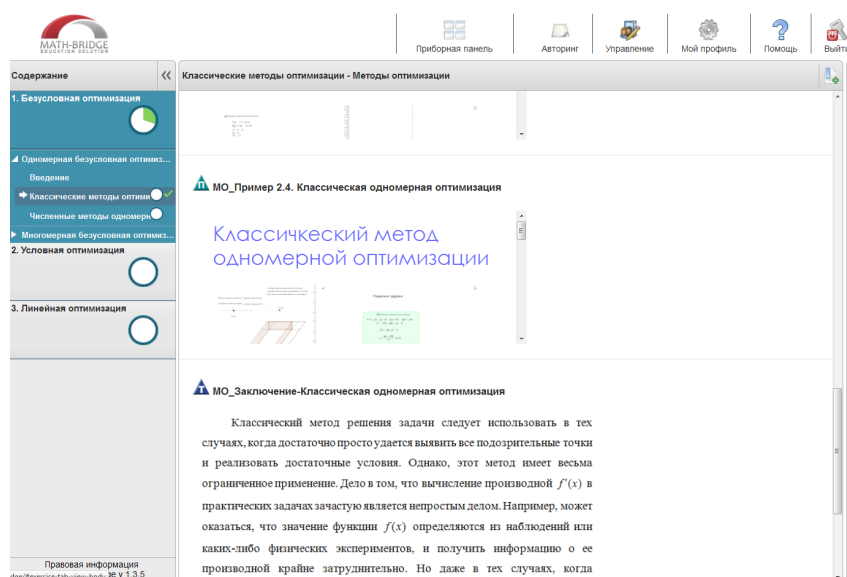 MATH-BRIDGE
EDUCATION SOLUTION
Приборная панель
Авторинг
Управление
Мой профиль
Помощь
Выйти
Содержание
Классические методы оптимизации - Методы оптимизации
1. Безусловная оптимизация
Одномерная безусловная оптимиз...
Введение
Классические методы оптими
Численные методы одномерн
Многомерная безусловная оптимиз...
2. Условная оптимизация
3. Линейная оптимизация
МО_Пример 2.4. Классическая одномерная оптимизация
Классичкеский метод
одномерной оптимизации
Решение задачи
МО_Заключение-Классическая одномерная оптимизация
Классический метод решения задачи следует использовать в тех
случаях, когда достаточно просто удается выявить все подозрительные точки
и реализовать достаточные условия. Однако, этот метод имеет весьма
ограниченное применение. Дело в том, что вычисление производной f′(x) в
практических задачах зачастую является непростым делом. Например, может
оказаться, что значение функции f(x) определяются из наблюдений или
каких-либо физических экспериментов, и получить информацию о ее
производной крайне затруднительно. Но даже в тех случаях, когда
Правовая информация
v 1.3.5